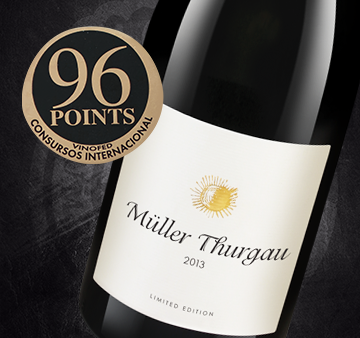 96
POINTS
VINOFED
CONSURSOS INTERNACIONAL
Müller Thurgau
2013
LIMITED EDITION